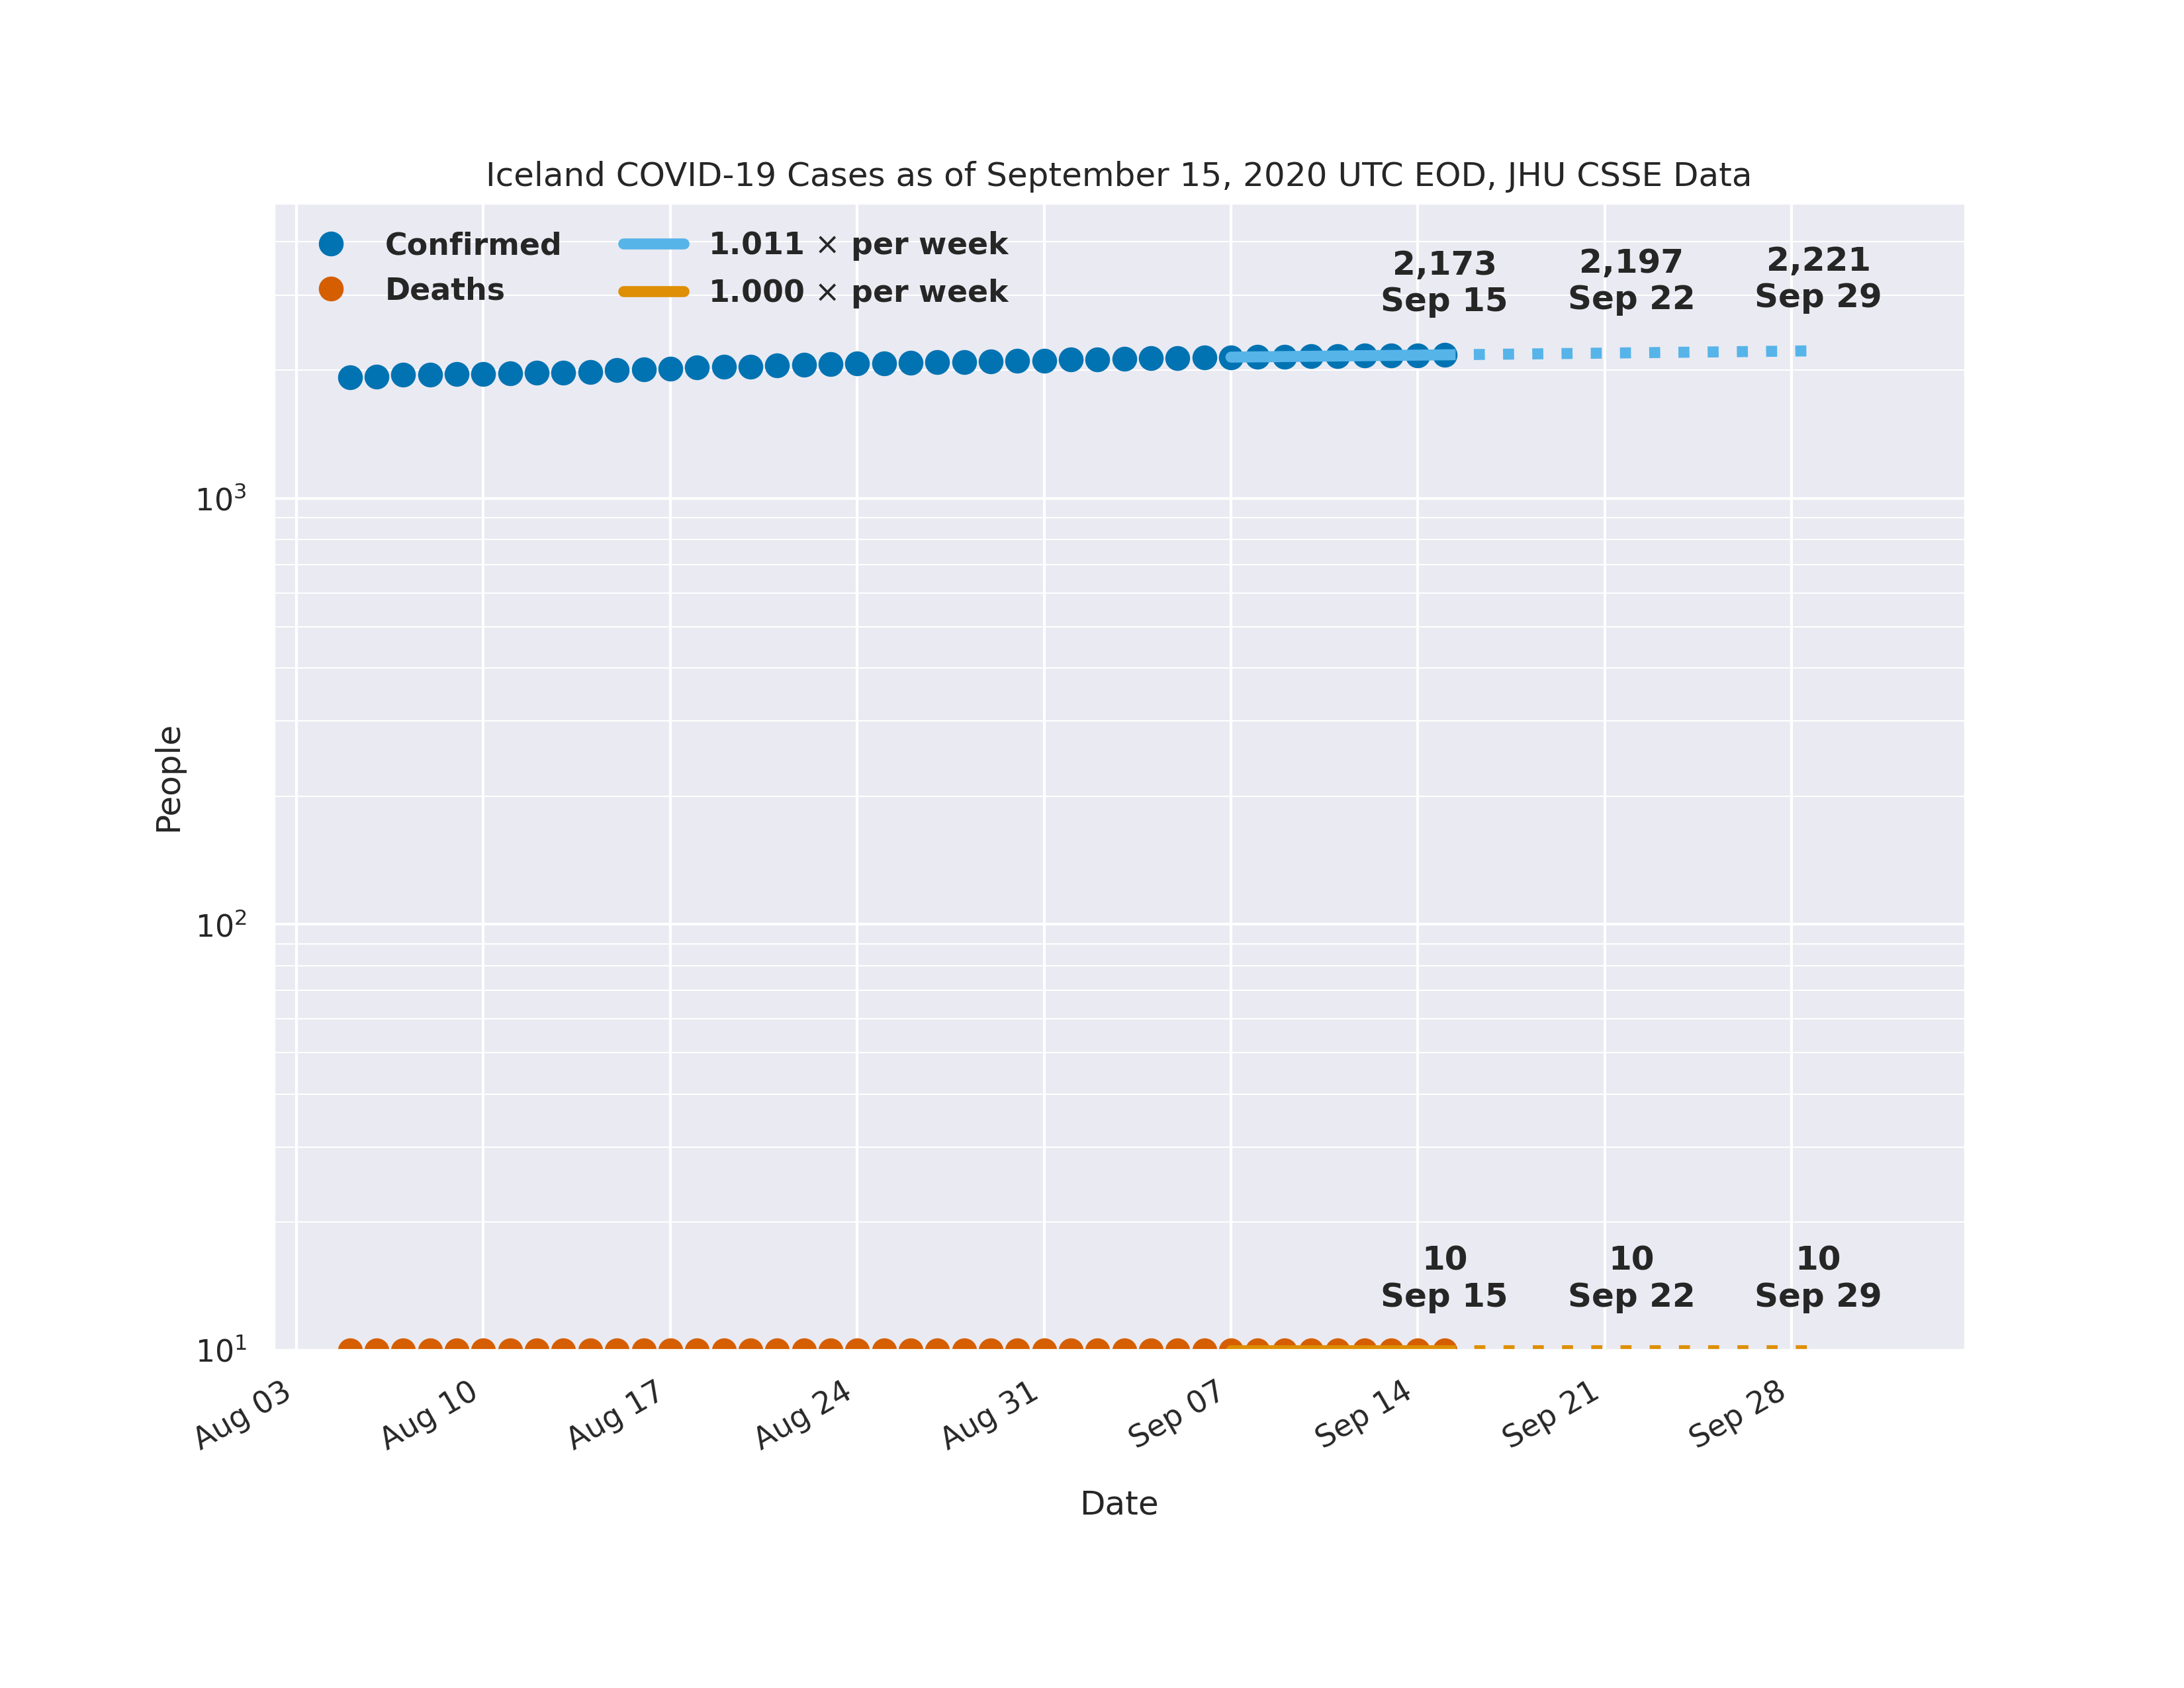 Iceland COVID-19 Cases as of September 15, 2020 UTC EOD, JHU CSSE Data
Confirmed
Deaths
1.011 × per week
1.000 × per week
2,173
Sep 15
2,197
Sep 22
2,221
Sep 29
10³
10²
10¹
People
10
Sep 15
10
Sep 22
10
Sep 29
Aug 03
Aug 10
Aug 17
Aug 24
Aug 31
Sep 07
Sep 14
Sep 21
Sep 28
Date